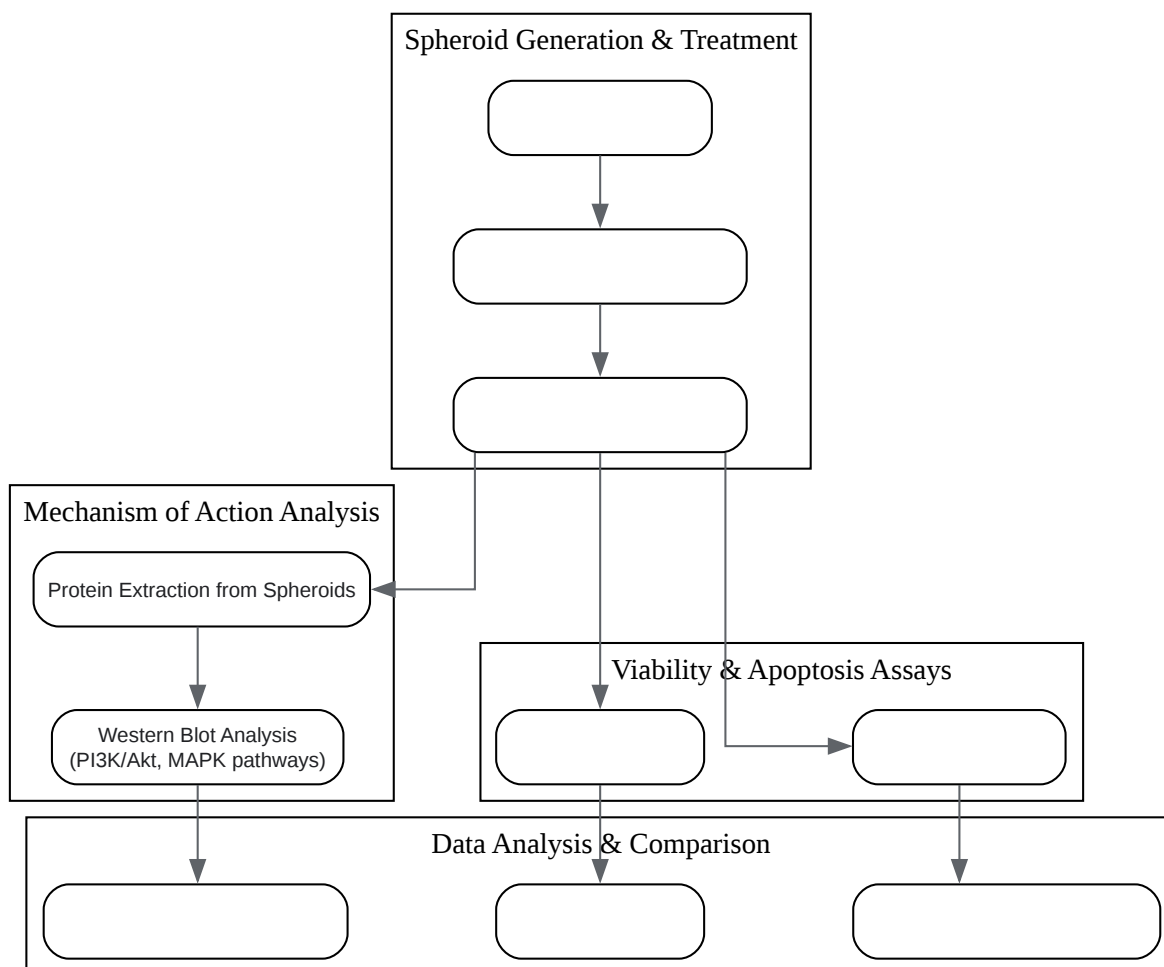 Spheroid Generation & Treatment
Mechanism of Action Analysis
Protein Extraction from Spheroids
Western Blot Analysis
(PI3K/Akt, MAPK pathways)
Viability & Apoptosis Assays
Data Analysis & Comparison